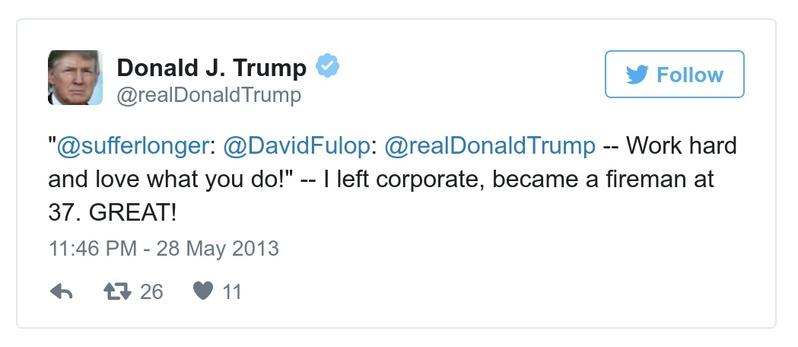 Donald J. Trump
@realDonaldTrump
Follow
"@sufferlonger: @DavidFulop: @realDonaldTrump -- Work hard
and love what you do!" -- I left corporate, became a fireman at
37. GREAT!
11:46 PM - 28 May 2013
26 11